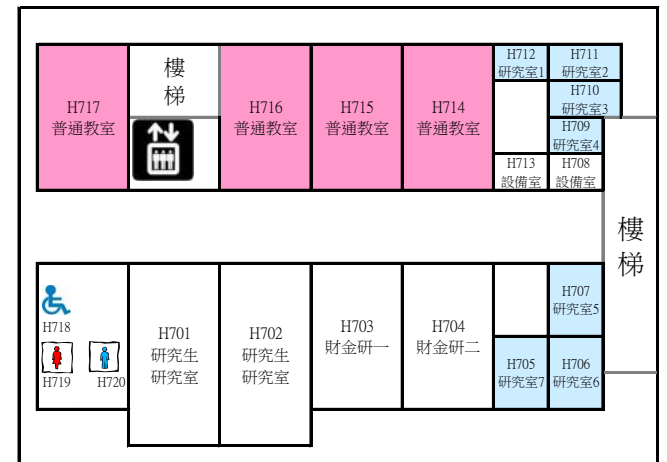 H717
普通教室
樓
梯
H716
普通教室
H715
普通教室
H714
普通教室
H712
研究室1
H711
研究室2
H710
研究室3
H709
研究室4
H713
設備室
H708
設備室
樓
梯
H718
H719
H720
H701
研究生
研究室
H702
研究生
研究室
H703
財金研一
H704
財金研二
H707
研究室5
H705
研究室7
H706
研究室6